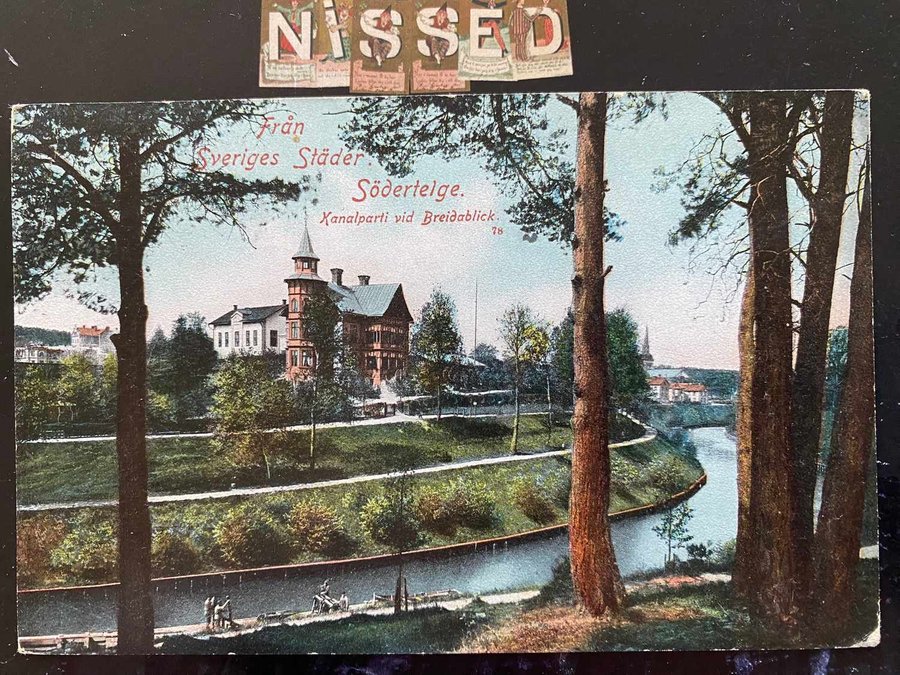 NiSSED
Från
Sveriges Städer.
Södertelge.
Kanalparti vid Breidablick.
78